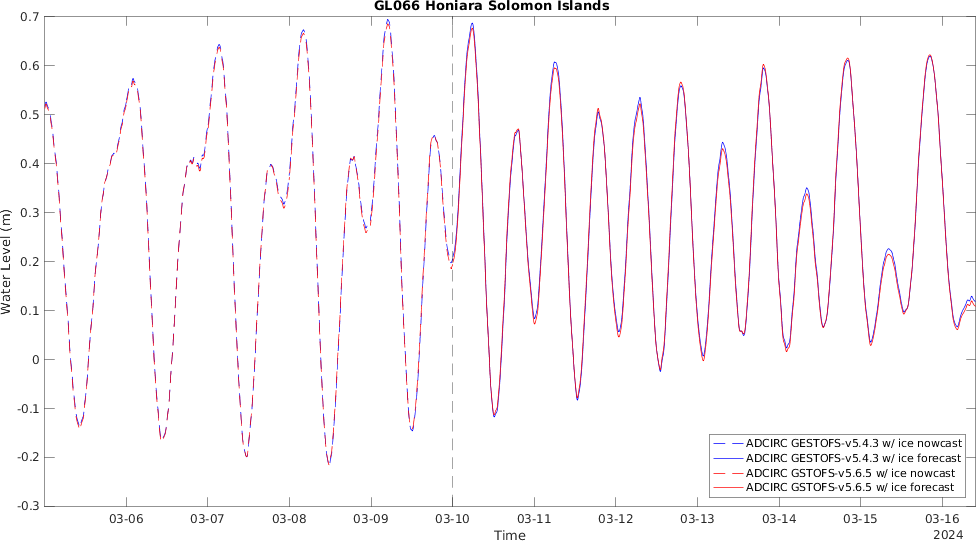 GL066 Honiara Solomon Islands
0.7
0.6
0.5
0.4
0.3
0.2
0.1
0
-0.1
-0.2
-0.3
Water Level (m)
ADCIRC GESTOFS-v5.4.3 w/ ice nowcast
ADCIRC GESTOFS-v5.4.3 w/ ice forecast
ADCIRC GSTOFS-v5.6.5 w/ ice nowcast
ADCIRC GSTOFS-v5.6.5 w/ ice forecast
03-06 03-07 03-08 03-09 03-10 03-11 03-12 03-13 03-14 03-15 03-16
Time
2024